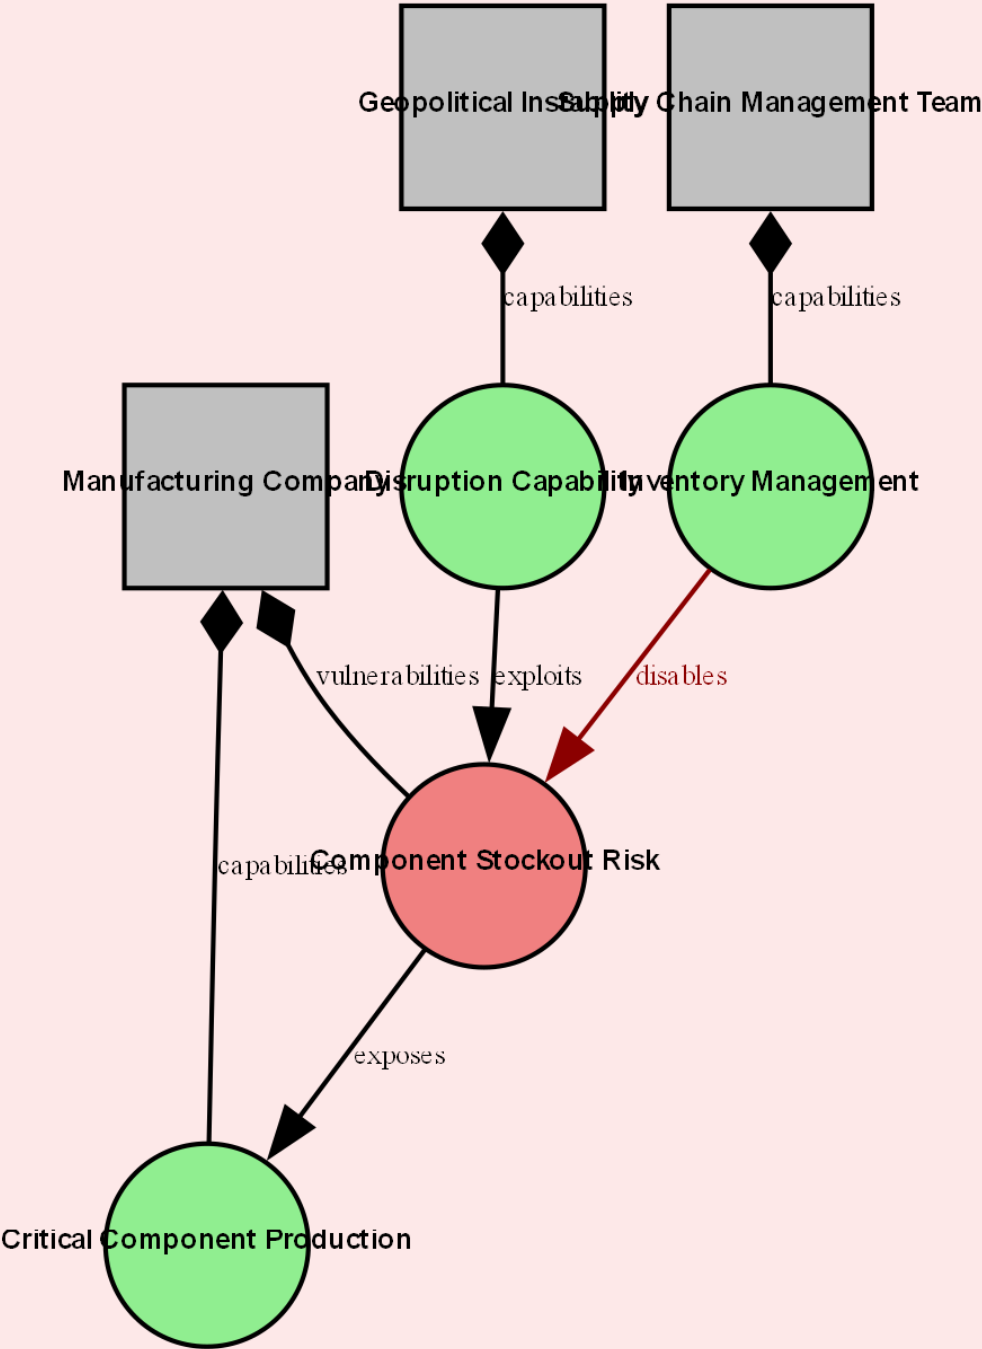 Geopolitical Instability
Supply Chain Management Team
capabilities
capabilities
Manufacturing Company
Disruption Capability
Inventory Management
vulnerabilities
exploits
disables
capabilities
Component Stockout Risk
exposes
Critical Component Production